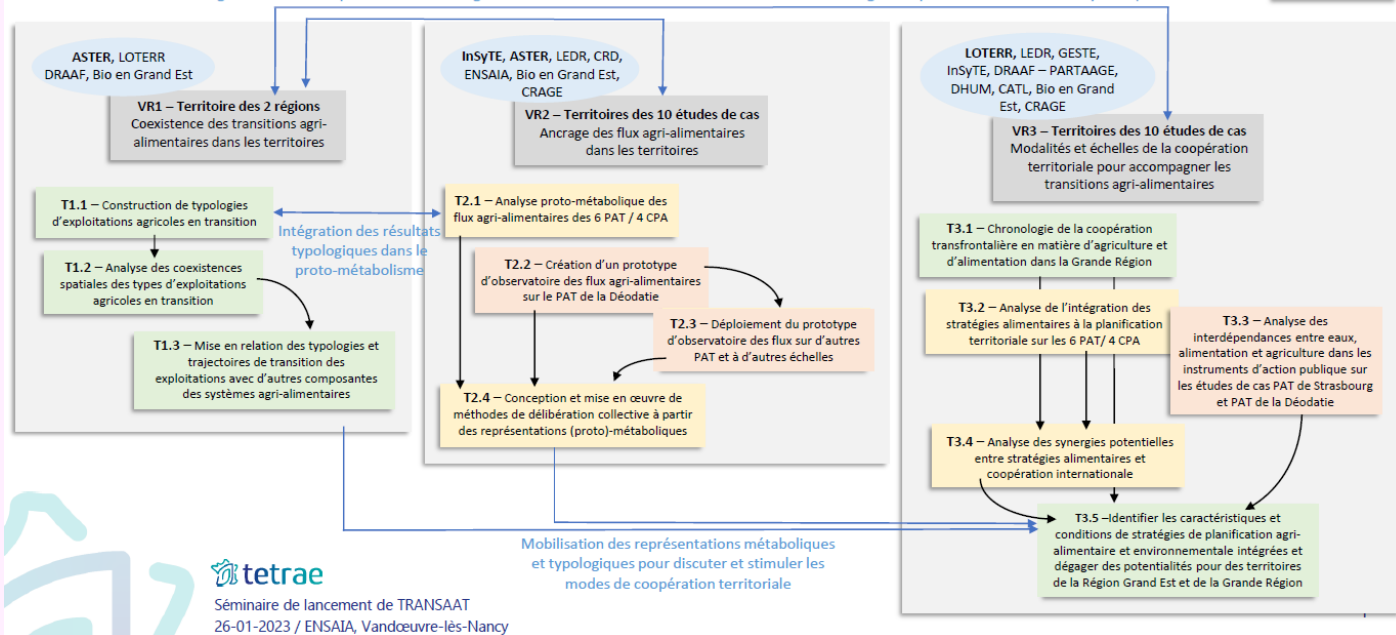 ASTER, LOTERR
DRAAF, Bio en Grand Est
VR1 – Territoire des 2 régions
Coexistence des transitions agri-
alimentaires dans les territoires
T1.1 – Construction de typologies
d’exploitations agricoles en transition
T1.2 – Analyse des coexistences
spatiales des types d’exploitations
agricoles en transition
T1.3 – Mise en relation des typologies et
trajectoires de transition des
exploitations avec d’autres composantes
des systèmes agri-alimentaires
Intégration des résultats
typologiques dans le
proto-métabolisme
InSyTE, ASTER, LEDR, CRD,
ENSAIA, Bio en Grand Est,
CRAGE
VR2 – Territoires des 10 études de cas
Ancrage des flux agri-alimentaires
dans les territoires
T2.1 – Analyse proto-métabolique des
flux agri-alimentaires des 6 PAT / 4 CPA
T2.2 – Création d’un prototype
d’observatoire des flux agri-alimentaires
sur le PAT de la Déodatie
T2.3 – Déploiement du prototype
d’observatoire des flux sur d’autres
PAT et à d’autres échelles
T2.4 – Conception et mise en œuvre de
méthodes de délibération collective à partir
des représentations (proto)-métaboliques
LOTERR, LEDR, GESTE,
InSyTE, DRAAF – PARTAAGE,
DHUM, CATL, Bio en Grand
Est, CRAGE
VR3 – Territoires des 10 études de cas
Modalités et échelles de la coopération
territoriale pour accompagner les
transitions agri-alimentaires
T3.1 – Chronologie de la coopération
transfrontalière en matière d’agriculture et
d’alimentation dans la Grande Région
T3.2 – Analyse de l’intégration des
stratégies alimentaires à la planification
territoriale sur les 6 PAT/ 4 CPA
T3.3 – Analyse des
interdépendances entre eaux,
alimentation et agriculture dans les
instruments d’action publique sur
les études de cas PAT de Strasbourg
et PAT de la Déodatie
T3.4 – Analyse des synergies potentielles
entre stratégies alimentaires et
coopération internationale
T3.5 –Identifier les caractéristiques et
conditions de stratégies de planification agri-
alimentaire et environnementale intégrées et
dégager des potentialités pour des territoires
de la Région Grand Est et de la Grande Région
Mobilisation des représentations métaboliques
et typologiques pour discuter et stimuler les
modes de coopération territoriale
tetrae
Séminaire de lancement de TRANSAAT
26-01-2023 / ENSAIA, Vandœuvre-lès-Nancy